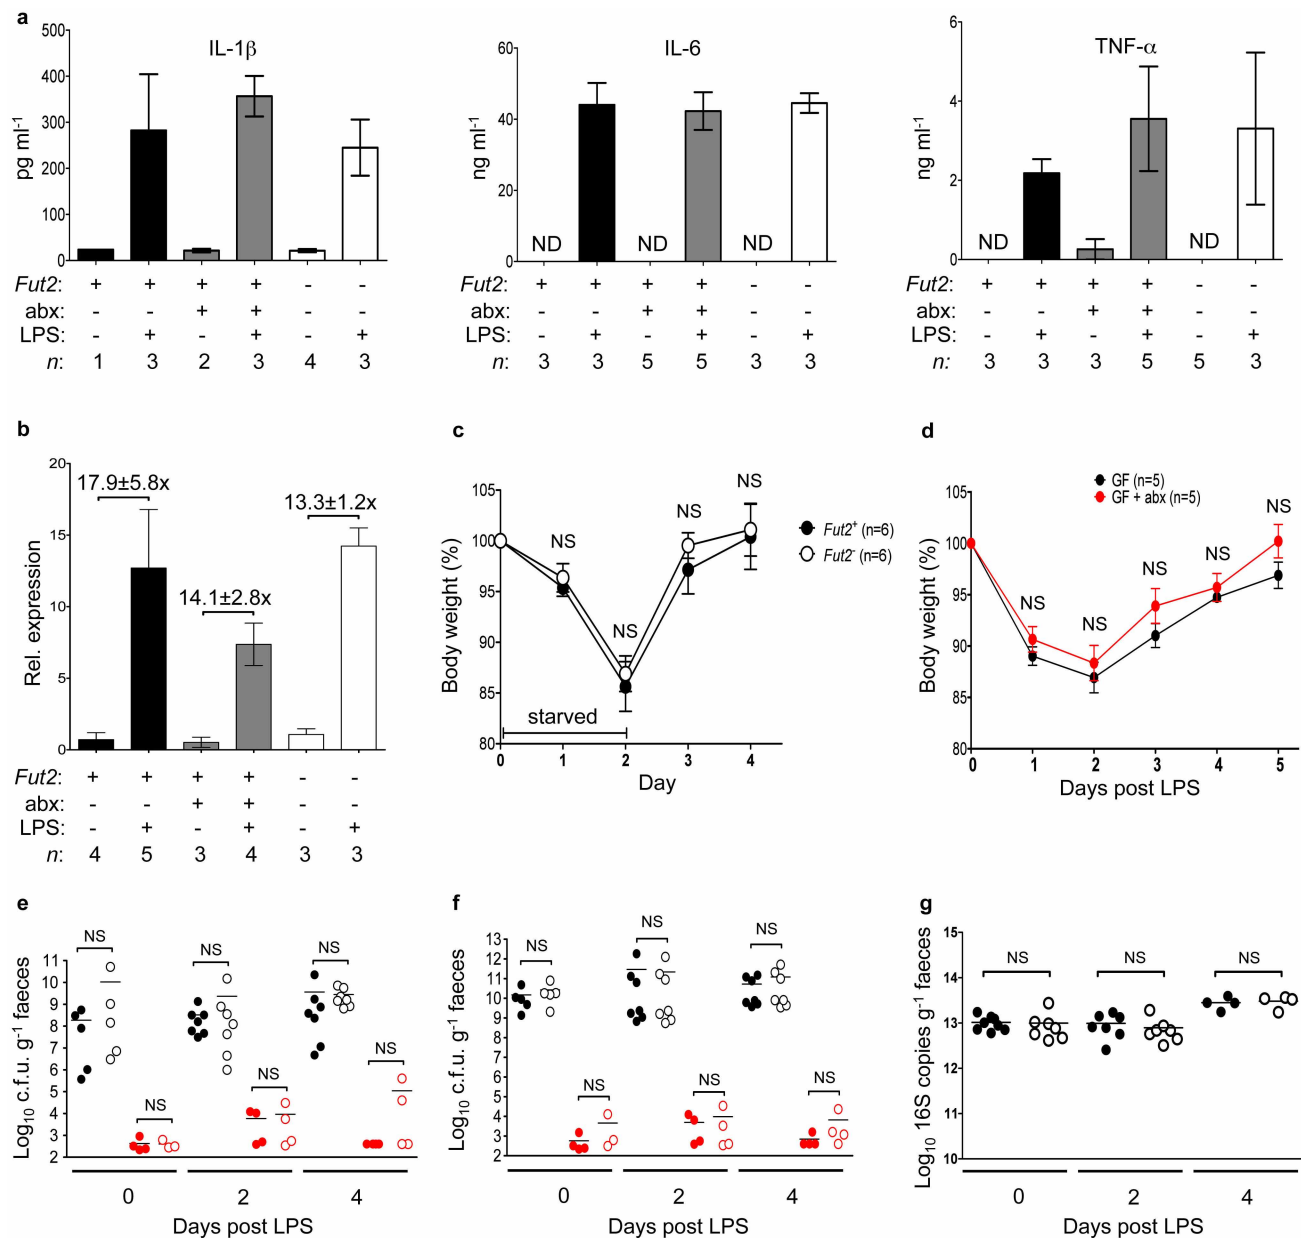 a
IL-1β
IL-6
TNF-α
pg ml-1
500
400
300
200
100
0
ng ml-1
60
40
20
0
ND ND ND
ng ml-1
6
4
2
0
ND ND
Fut2: + + + + - -
abx: - - + + - -
LPS: - + - + - +
n: 1 3 2 3 4 3
Fut2: + + + + - -
abx: - - + + - -
LPS: - + - + - +
n: 3 3 5 5 3 3
Fut2: + + + + - -
abx: - - + + - -
LPS: - + - + - +
n: 3 3 3 5 5 3
b
Rel. expression
20
15
10
5
0
17.9±5.8x
14.1±2.8x
13.3±1.2x
Fut2: + + + + - -
abx: - - + + - -
LPS: - + - + - +
n: 4 5 3 4 3 3
c
Body weight (%)
105
100
95
90
85
80
NS NS NS NS
Fut2+ (n=6)
Fut2- (n=6)
starved
0 1 2 3 4
Day
d
GF (n=5)
GF + abx (n=5)
Body weight (%)
105
100
95
90
85
80
NS NS NS NS NS
0 1 2 3 4 5
Days post LPS
e
Log10 c.f.u. g-1 faeces
11
10
9
8
7
6
5
4
3
2
NS NS NS
NS NS NS
0 2 4
Days post LPS
f
Log10 c.f.u. g-1 faeces
13
12
11
10
9
8
7
6
5
4
3
2
NS NS NS
NS NS NS
0 2 4
Days post LPS
g
Log10 16S copies g-1 faeces
15
14
13
12
11
10
NS NS NS
0 2 4
Days post LPS